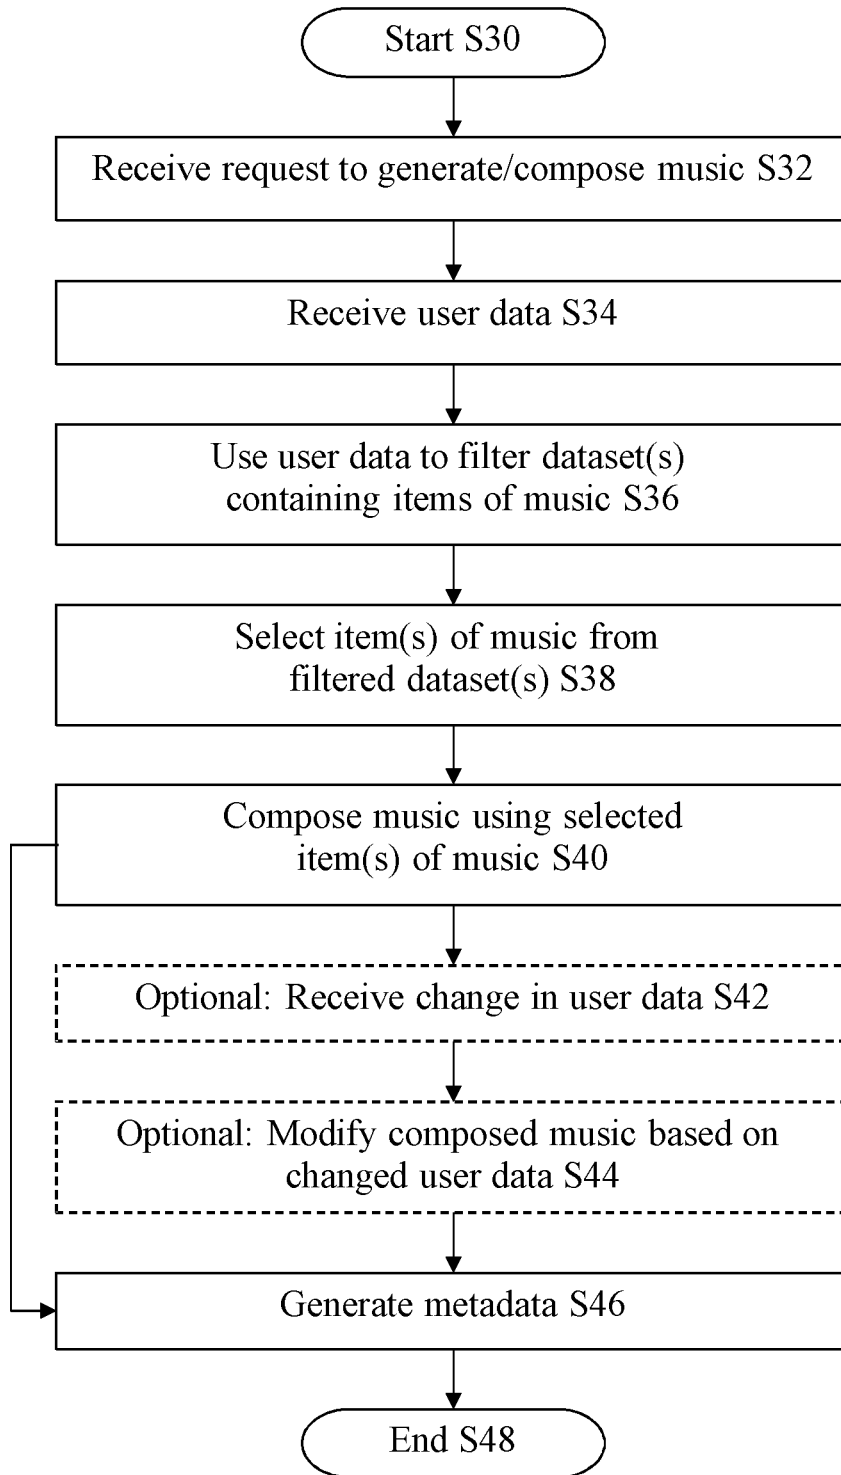 Start S30
Receive request to generate/compose music S32
Receive user data S34
Use user data to filter dataset(s)
containing items of music S36
Select item(s) of music from
filtered dataset(s) S38
Compose music using selected
item(s) of music S40
Optional: Receive change in user data S42
Optional: Modify composed music based on
changed user data S44
Generate metadata S46
End S48